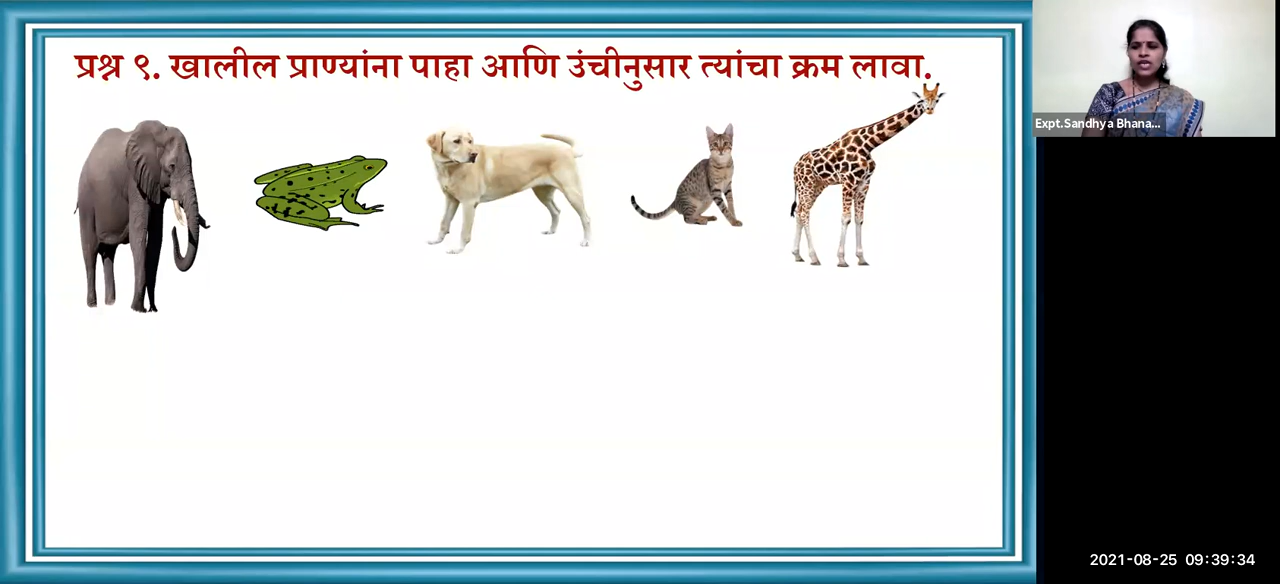 प्रश्न ९. खालील प्राण्यांना पाहा आणि उंचीनुसार त्यांचा क्रम लावा.
Expt.Sandhya Bhana...
2021-08-25 09:39:34